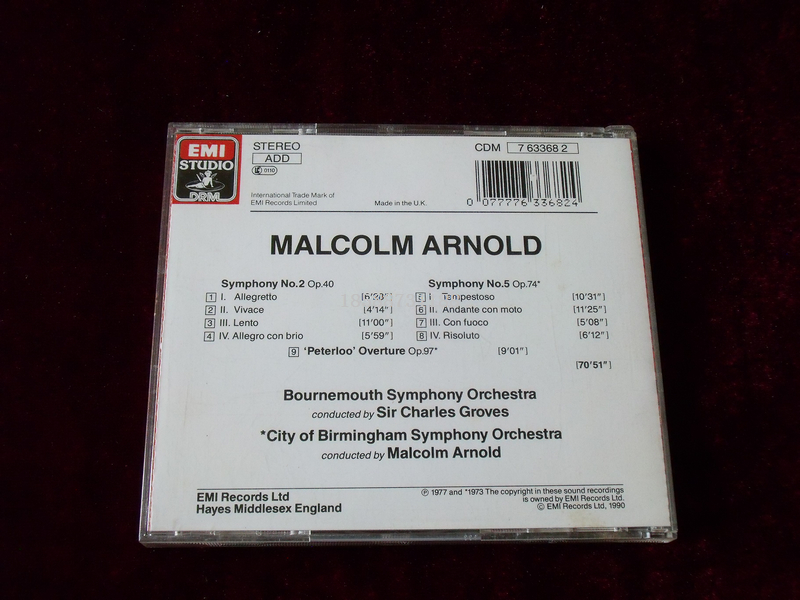 EMI
STUDIO
DRM
STEREO
ADD
LC 0110
International Trade Mark of
EMI Records Limited
Made in the U.K.
CDM 7 63368 2
0 077776 336824
MALCOLM ARNOLD
Symphony No.2 Op.40
1 I. Allegretto
2 II. Vivace [4'14"]
3 III. Lento [11'00"]
4 IV. Allegro con brio [5'59"]
Symphony No.5 Op.74*
5 I Tempestoso [10'31"]
6 II. Andante con moto [11'25"]
7 III. Con fuoco [5'08"]
8 IV. Risoluto [6'12"]
9 'Peterloo' Overture Op.97* [9'01"]
[70'51"]
Bournemouth Symphony Orchestra
conducted by Sir Charles Groves
*City of Birmingham Symphony Orchestra
conducted by Malcolm Arnold
EMI Records Ltd
Hayes Middlesex England
Ⓟ 1977 and *1973 The copyright in these sound recordings
is owned by EMI Records Ltd.
© EMI Records Ltd, 1990